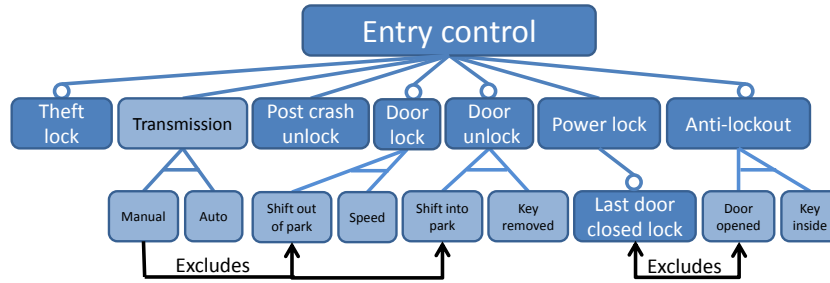 Entry control
Theft
lock
Transmission
Post crash
unlock
Door
lock
Door
unlock
Power lock
Anti-lockout
Manual
Auto
Shift out
of park
Speed
Shift into
park
Key
removed
Last door
closed lock
Door
opened
Key
inside
Excludes
Excludes